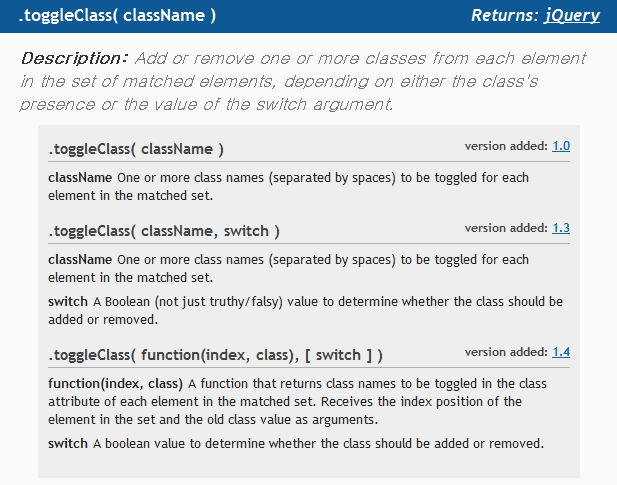 .toggleClass( className ) Returns: jQuery
Description: Add or remove one or more classes from each element
in the set of matched elements, depending on either the class's
presence or the value of the switch argument.
.toggleClass( className ) version added: 1.0
className One or more class names (separated by spaces) to be toggled for each
element in the matched set.
.toggleClass( className, switch ) version added: 1.3
className One or more class names (separated by spaces) to be toggled for each
element in the matched set.
switch A Boolean (not just truthy/falsy) value to determine whether the class should be
added or removed.
.toggleClass( function(index, class), [ switch ] ) version added: 1.4
function(index, class) A function that returns class names to be toggled in the class
attribute of each element in the matched set. Receives the index position of the
element in the set and the old class value as arguments.
switch A boolean value to determine whether the class should be added or removed.